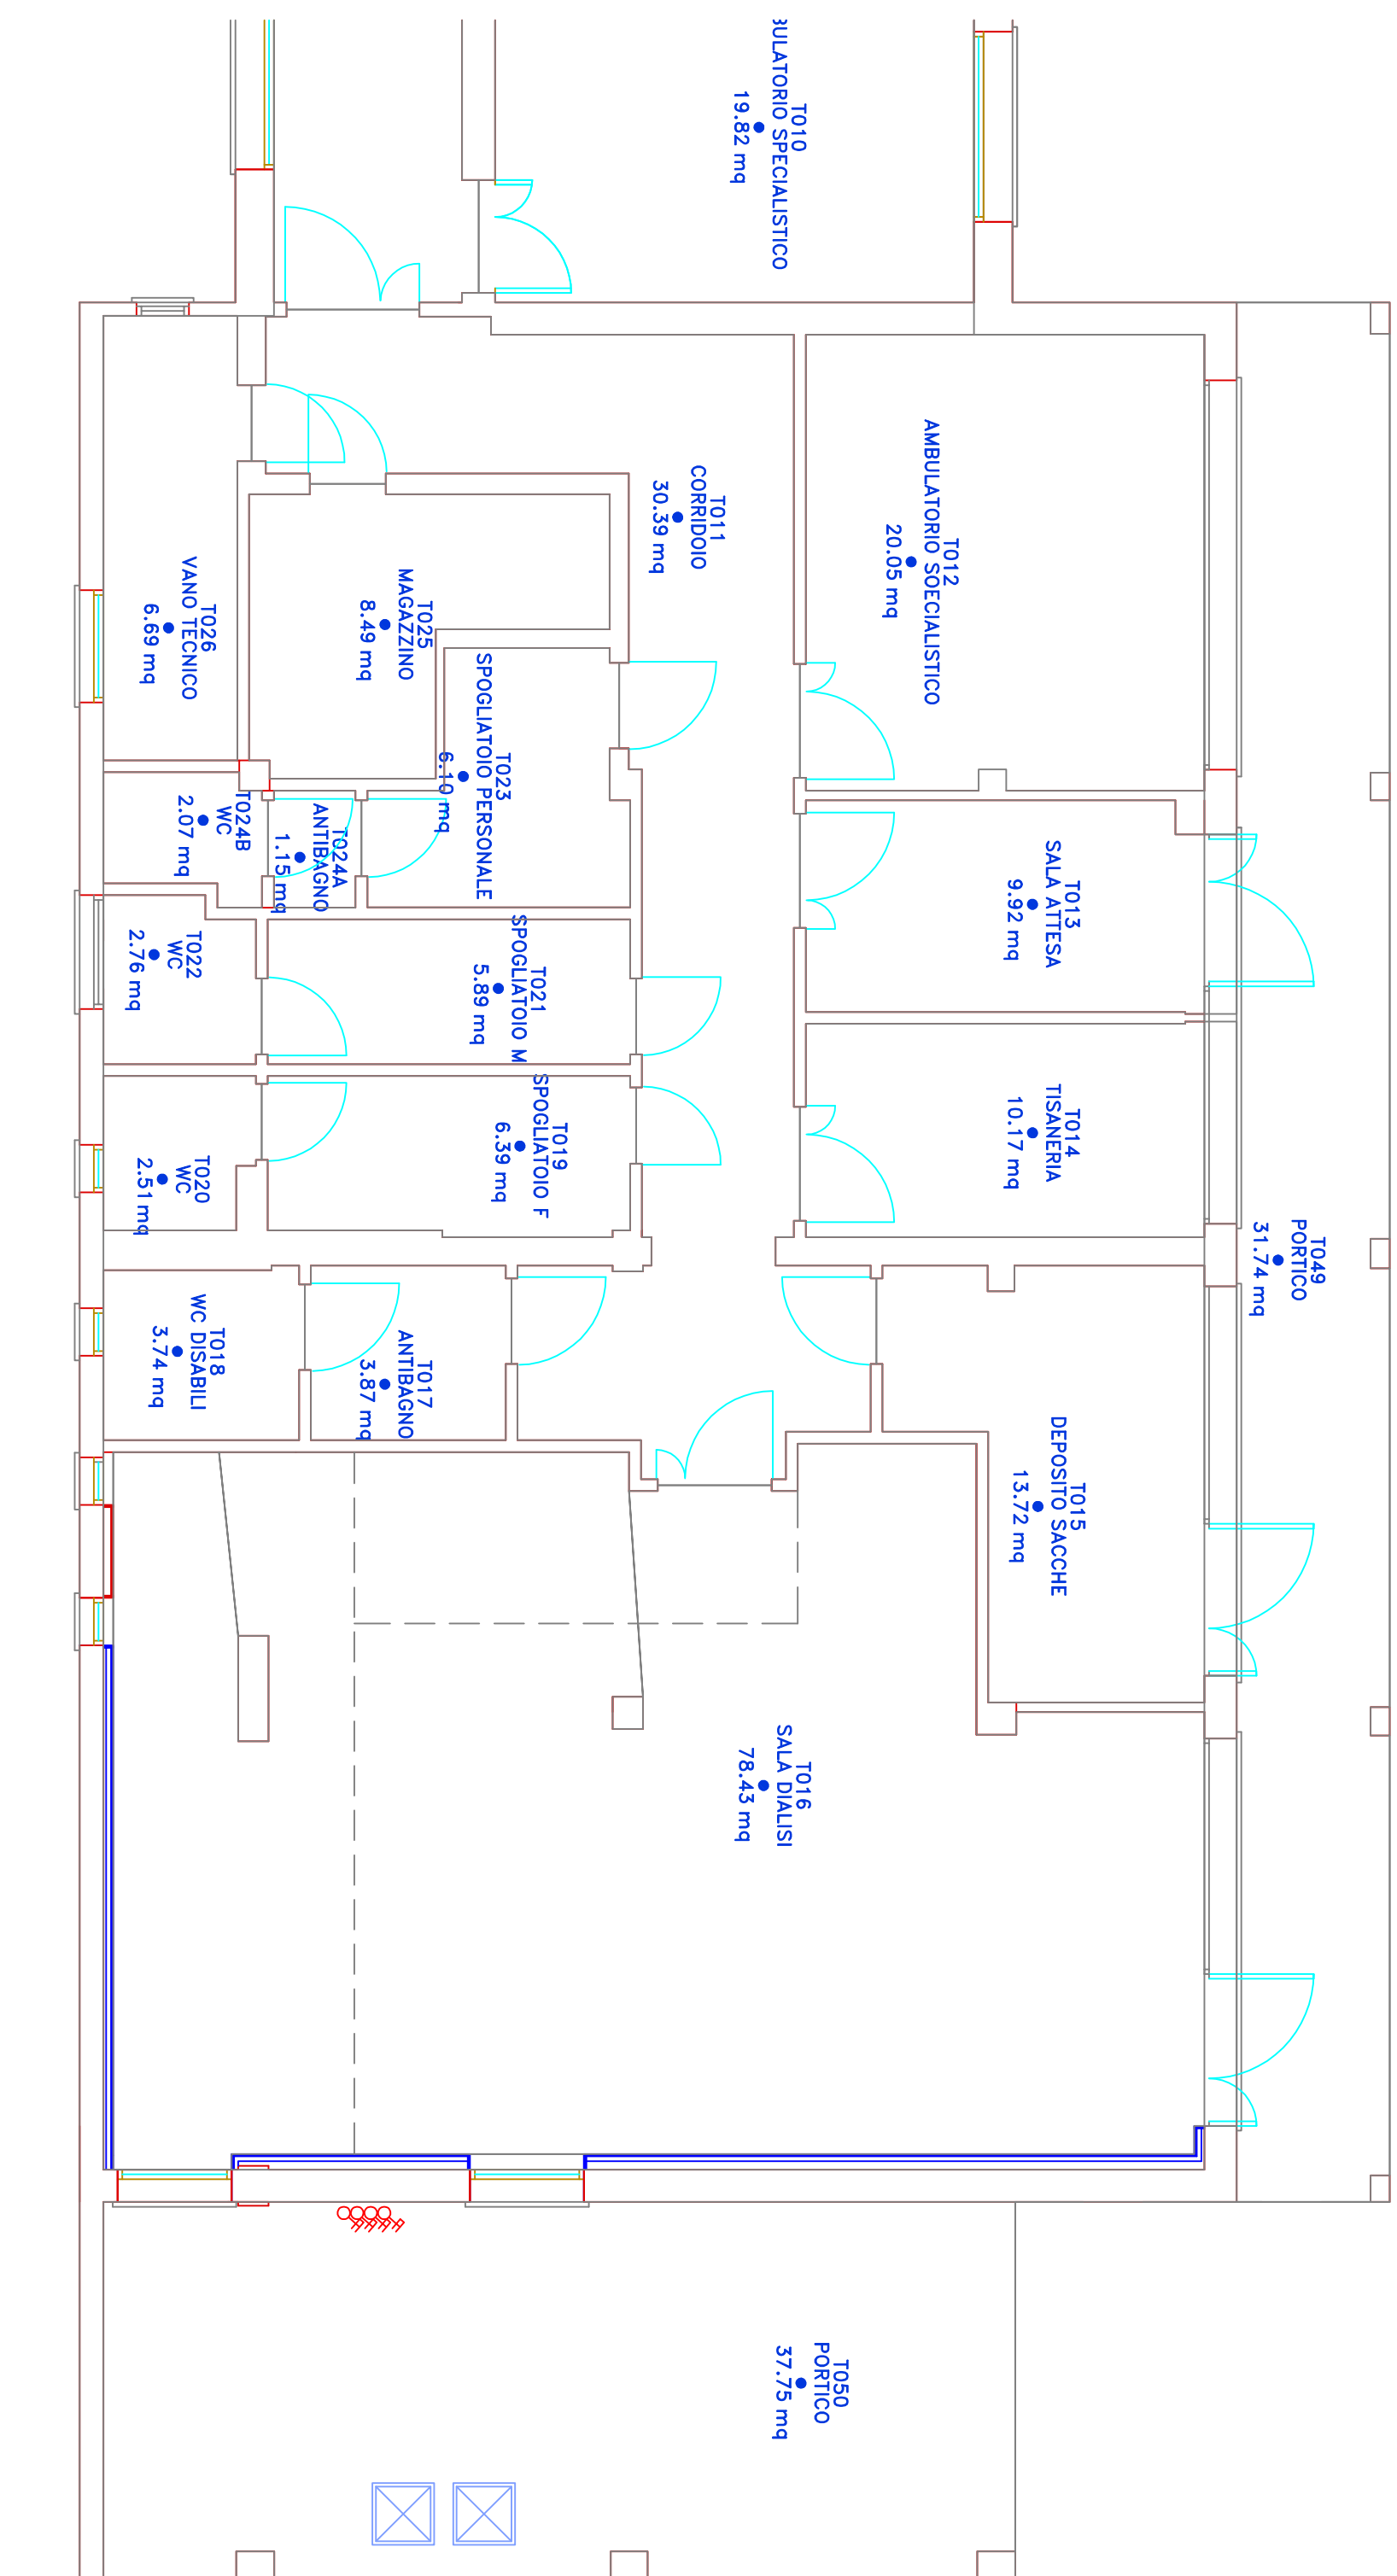 T010
BULATORIO SPECIALISTICO
19.82 mq
T011
CORRIDOIO
30.39 mq
T012
AMBULATORIO SOECIALISTICO
20.05 mq
T026
VANO TECNICO
6.69 mq
T025
MAGAZZINO
8.49 mq
T023
SPOGLIATOIO PERSONALE
6.10 mq
T024B
WC
2.07 mq
T024A
ANTIBAGNO
1.15 mq
T013
SALA ATTESA
9.92 mq
T022
WC
2.76 mq
T021
SPOGLIATOIO M
5.89 mq
T014
TISANERIA
10.17 mq
T020
WC
2.51 mq
T019
SPOGLIATOIO F
6.39 mq
T049
PORTICO
31.74 mq
T018
WC DISABILI
3.74 mq
T017
ANTIBAGNO
3.87 mq
T015
DEPOSITO SACCHE
13.72 mq
T016
SALA DIALISI
78.43 mq
T050
PORTICO
37.75 mq